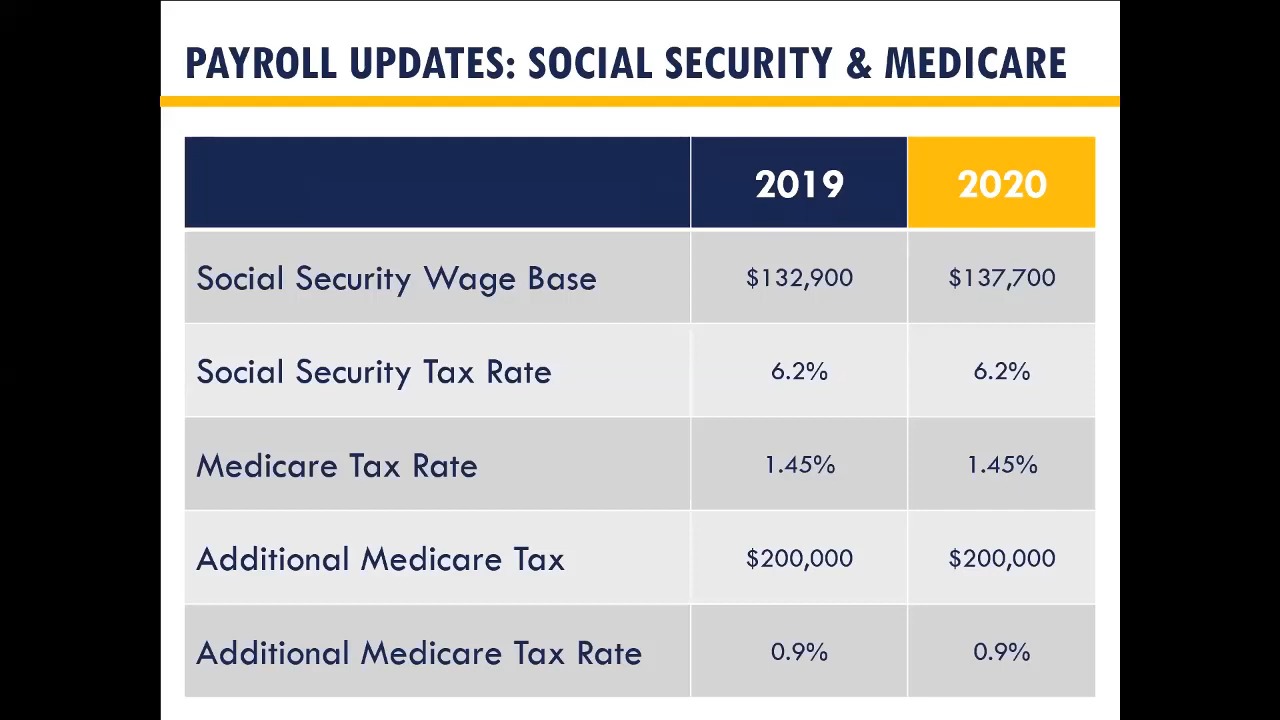 PAYROLL UPDATES: SOCIAL SECURITY & MEDICARE
2019 2020
Social Security Wage Base $132,900 $137,700
Social Security Tax Rate 6.2% 6.2%
Medicare Tax Rate 1.45% 1.45%
Additional Medicare Tax $200,000 $200,000
Additional Medicare Tax Rate 0.9% 0.9%